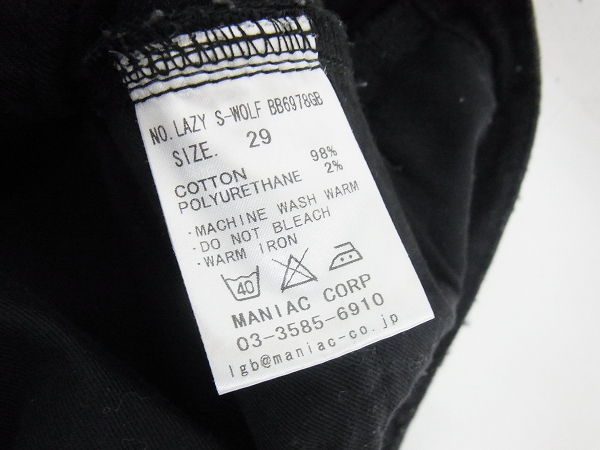 NO. LAZY S-WOLF BB6978GB
SIZE. 29
COTTON 98%
POLYURETHANE 2%
・MACHINE WASH WARM
・DO NOT BLEACH
・WARM IRON
40
MANIAC CORP
03-3585-6910
lgb@maniac-co.jp